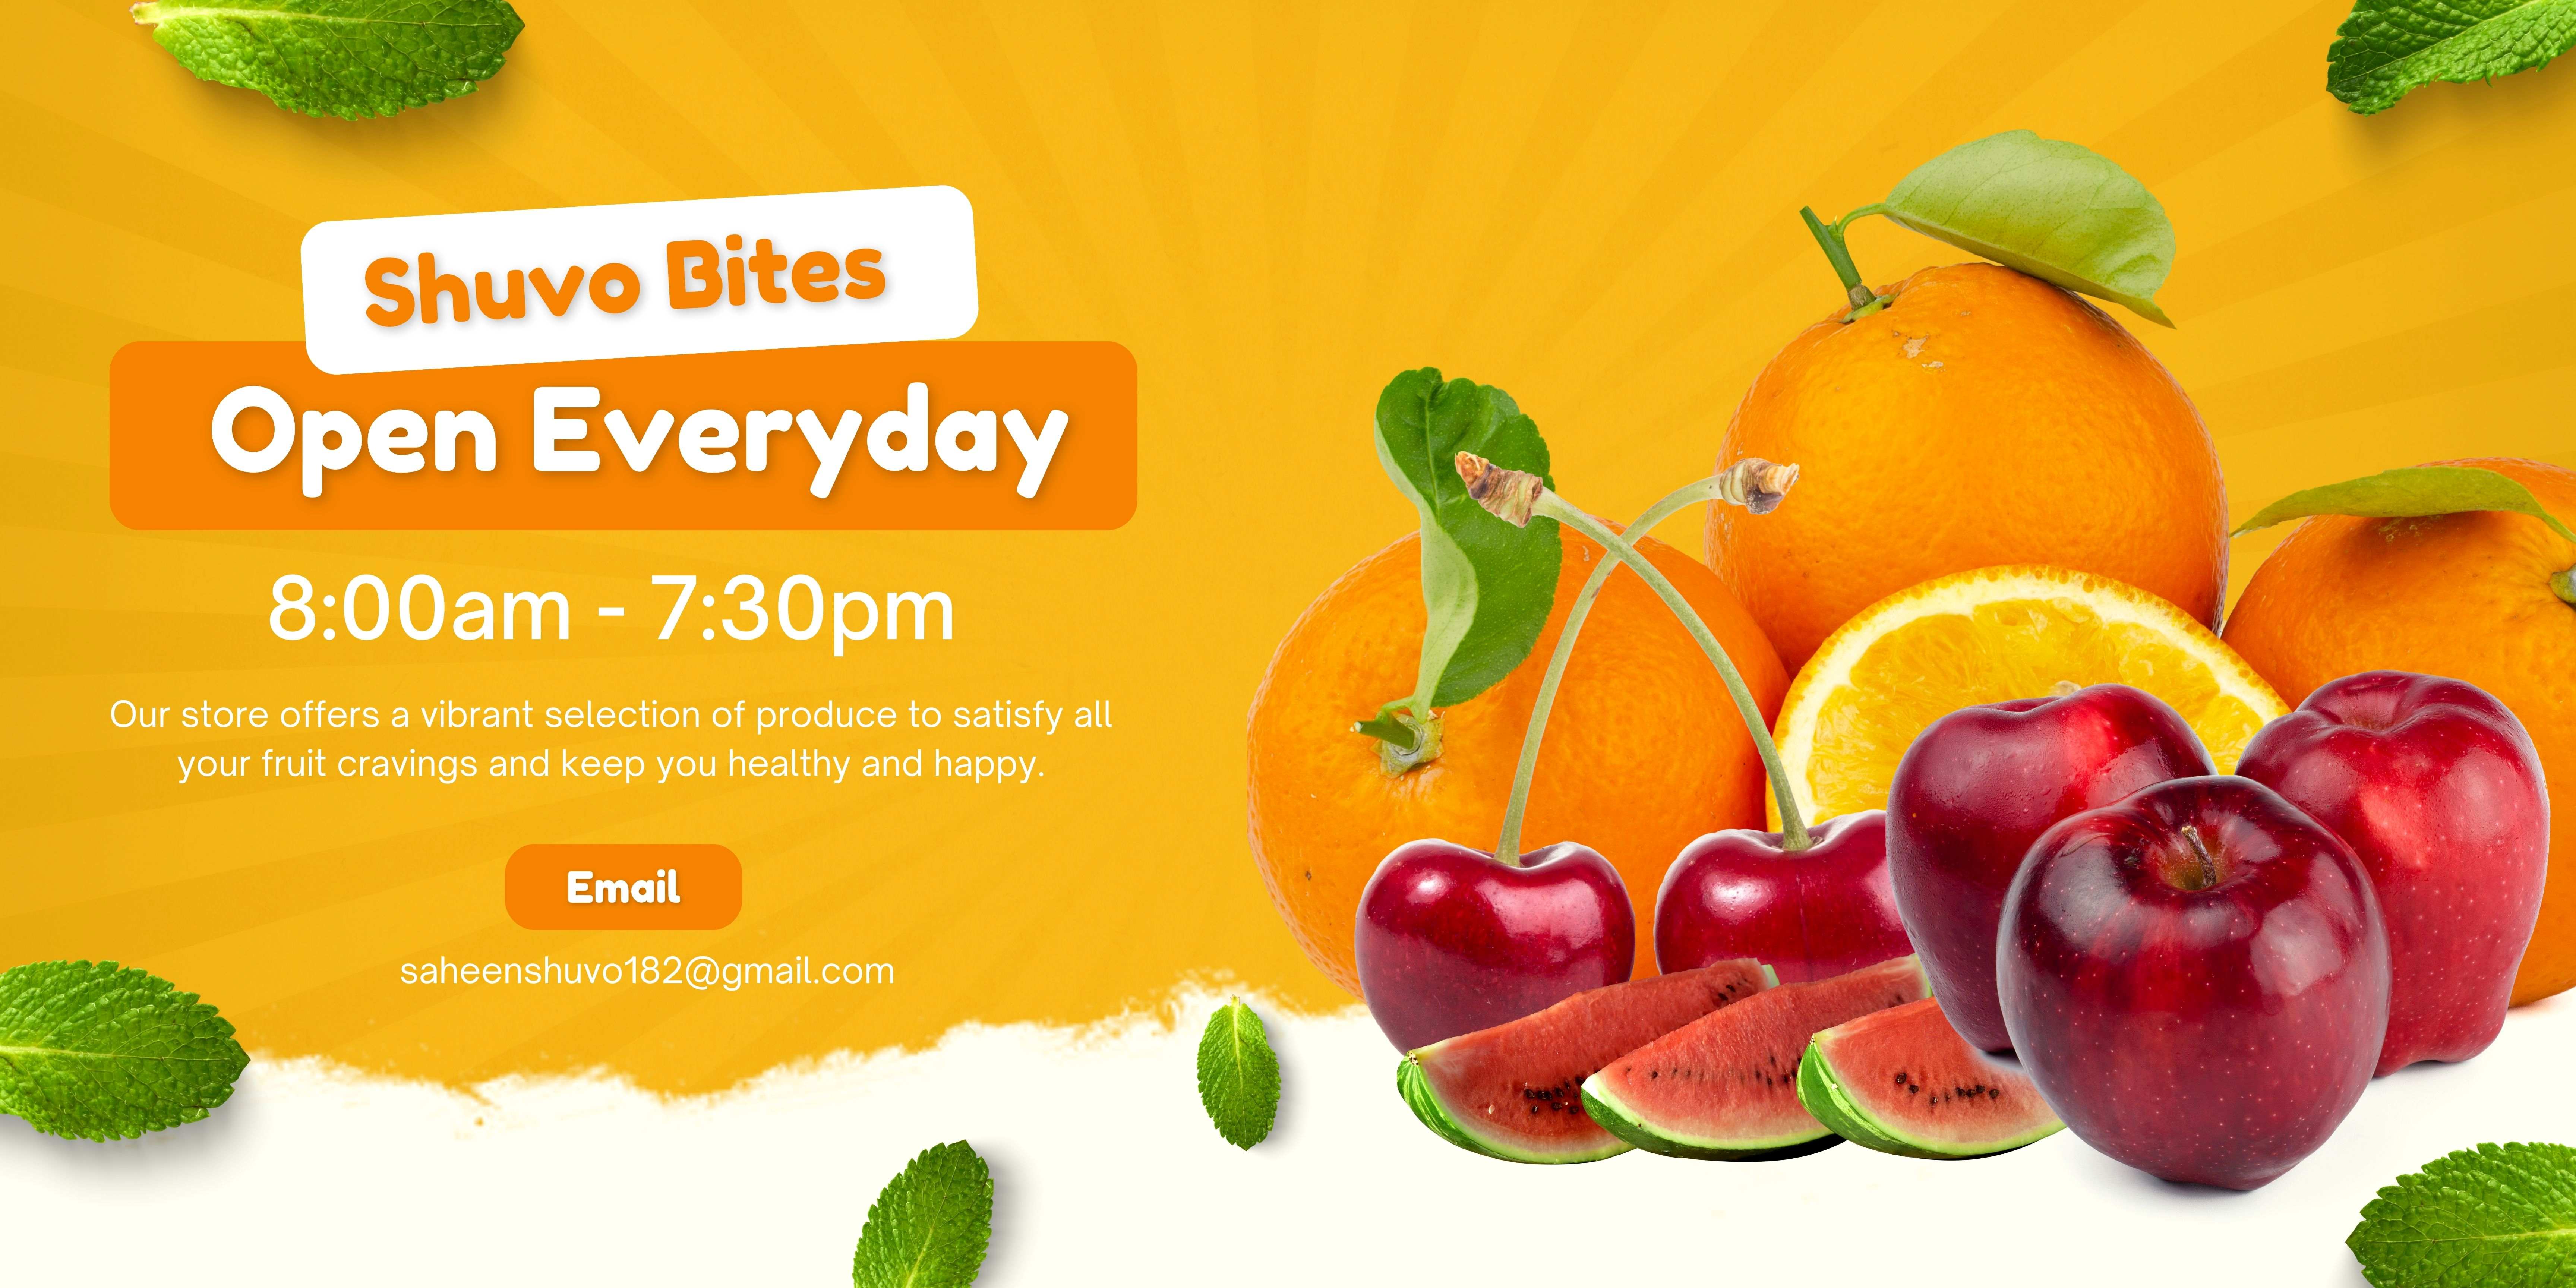 Shuvo Bites
Open Everyday
8:00am - 7:30pm
Our store offers a vibrant selection of produce to satisfy all
your fruit cravings and keep you healthy and happy.
Email
saheenshuvo182@gmail.com